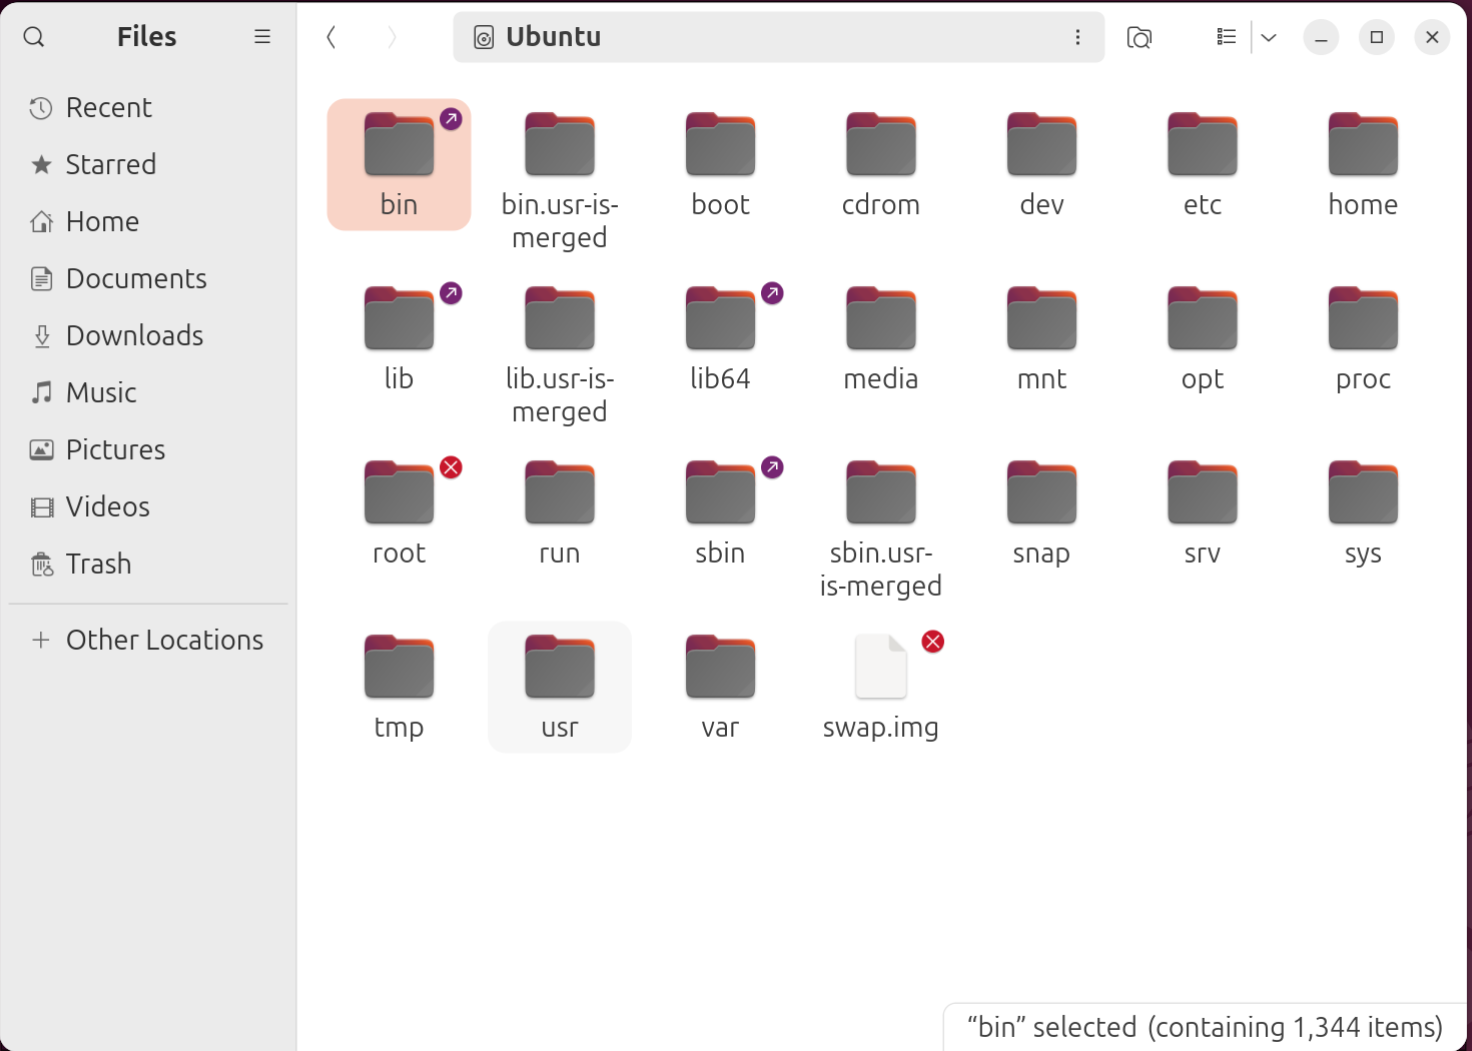 Files
Ubuntu
Recent
Starred
Home
Documents
Downloads
Music
Pictures
Videos
Trash
Other Locations
bin
bin.usr-is-
merged
boot
cdrom
dev
etc
home
lib
lib.usr-is-
merged
lib64
media
mnt
opt
proc
root
run
sbin
sbin.usr-
is-merged
snap
srv
sys
tmp
usr
var
swap.img
“bin” selected (containing 1,344 items)